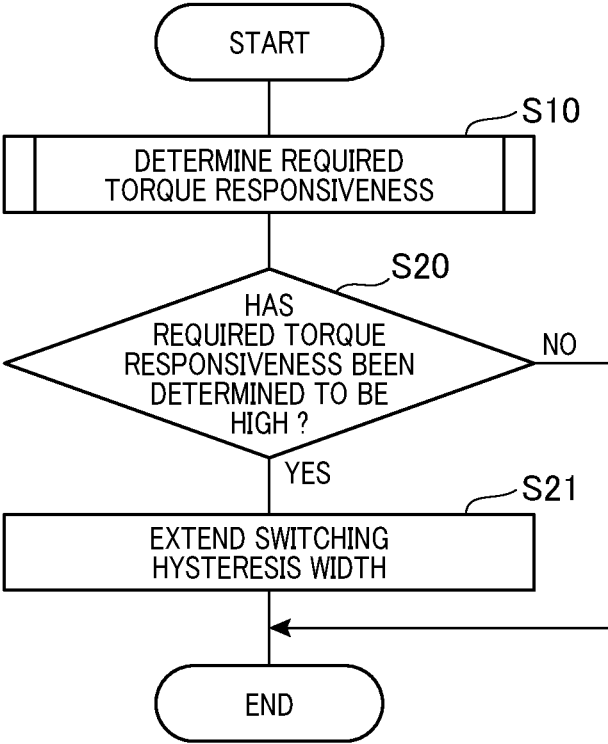 START
S10
DETERMINE REQUIRED
TORQUE RESPONSIVENESS
S20
HAS
REQUIRED TORQUE
RESPONSIVENESS BEEN
DETERMINED TO BE
HIGH ?
NO
YES
S21
EXTEND SWITCHING
HYSTERESIS WIDTH
END